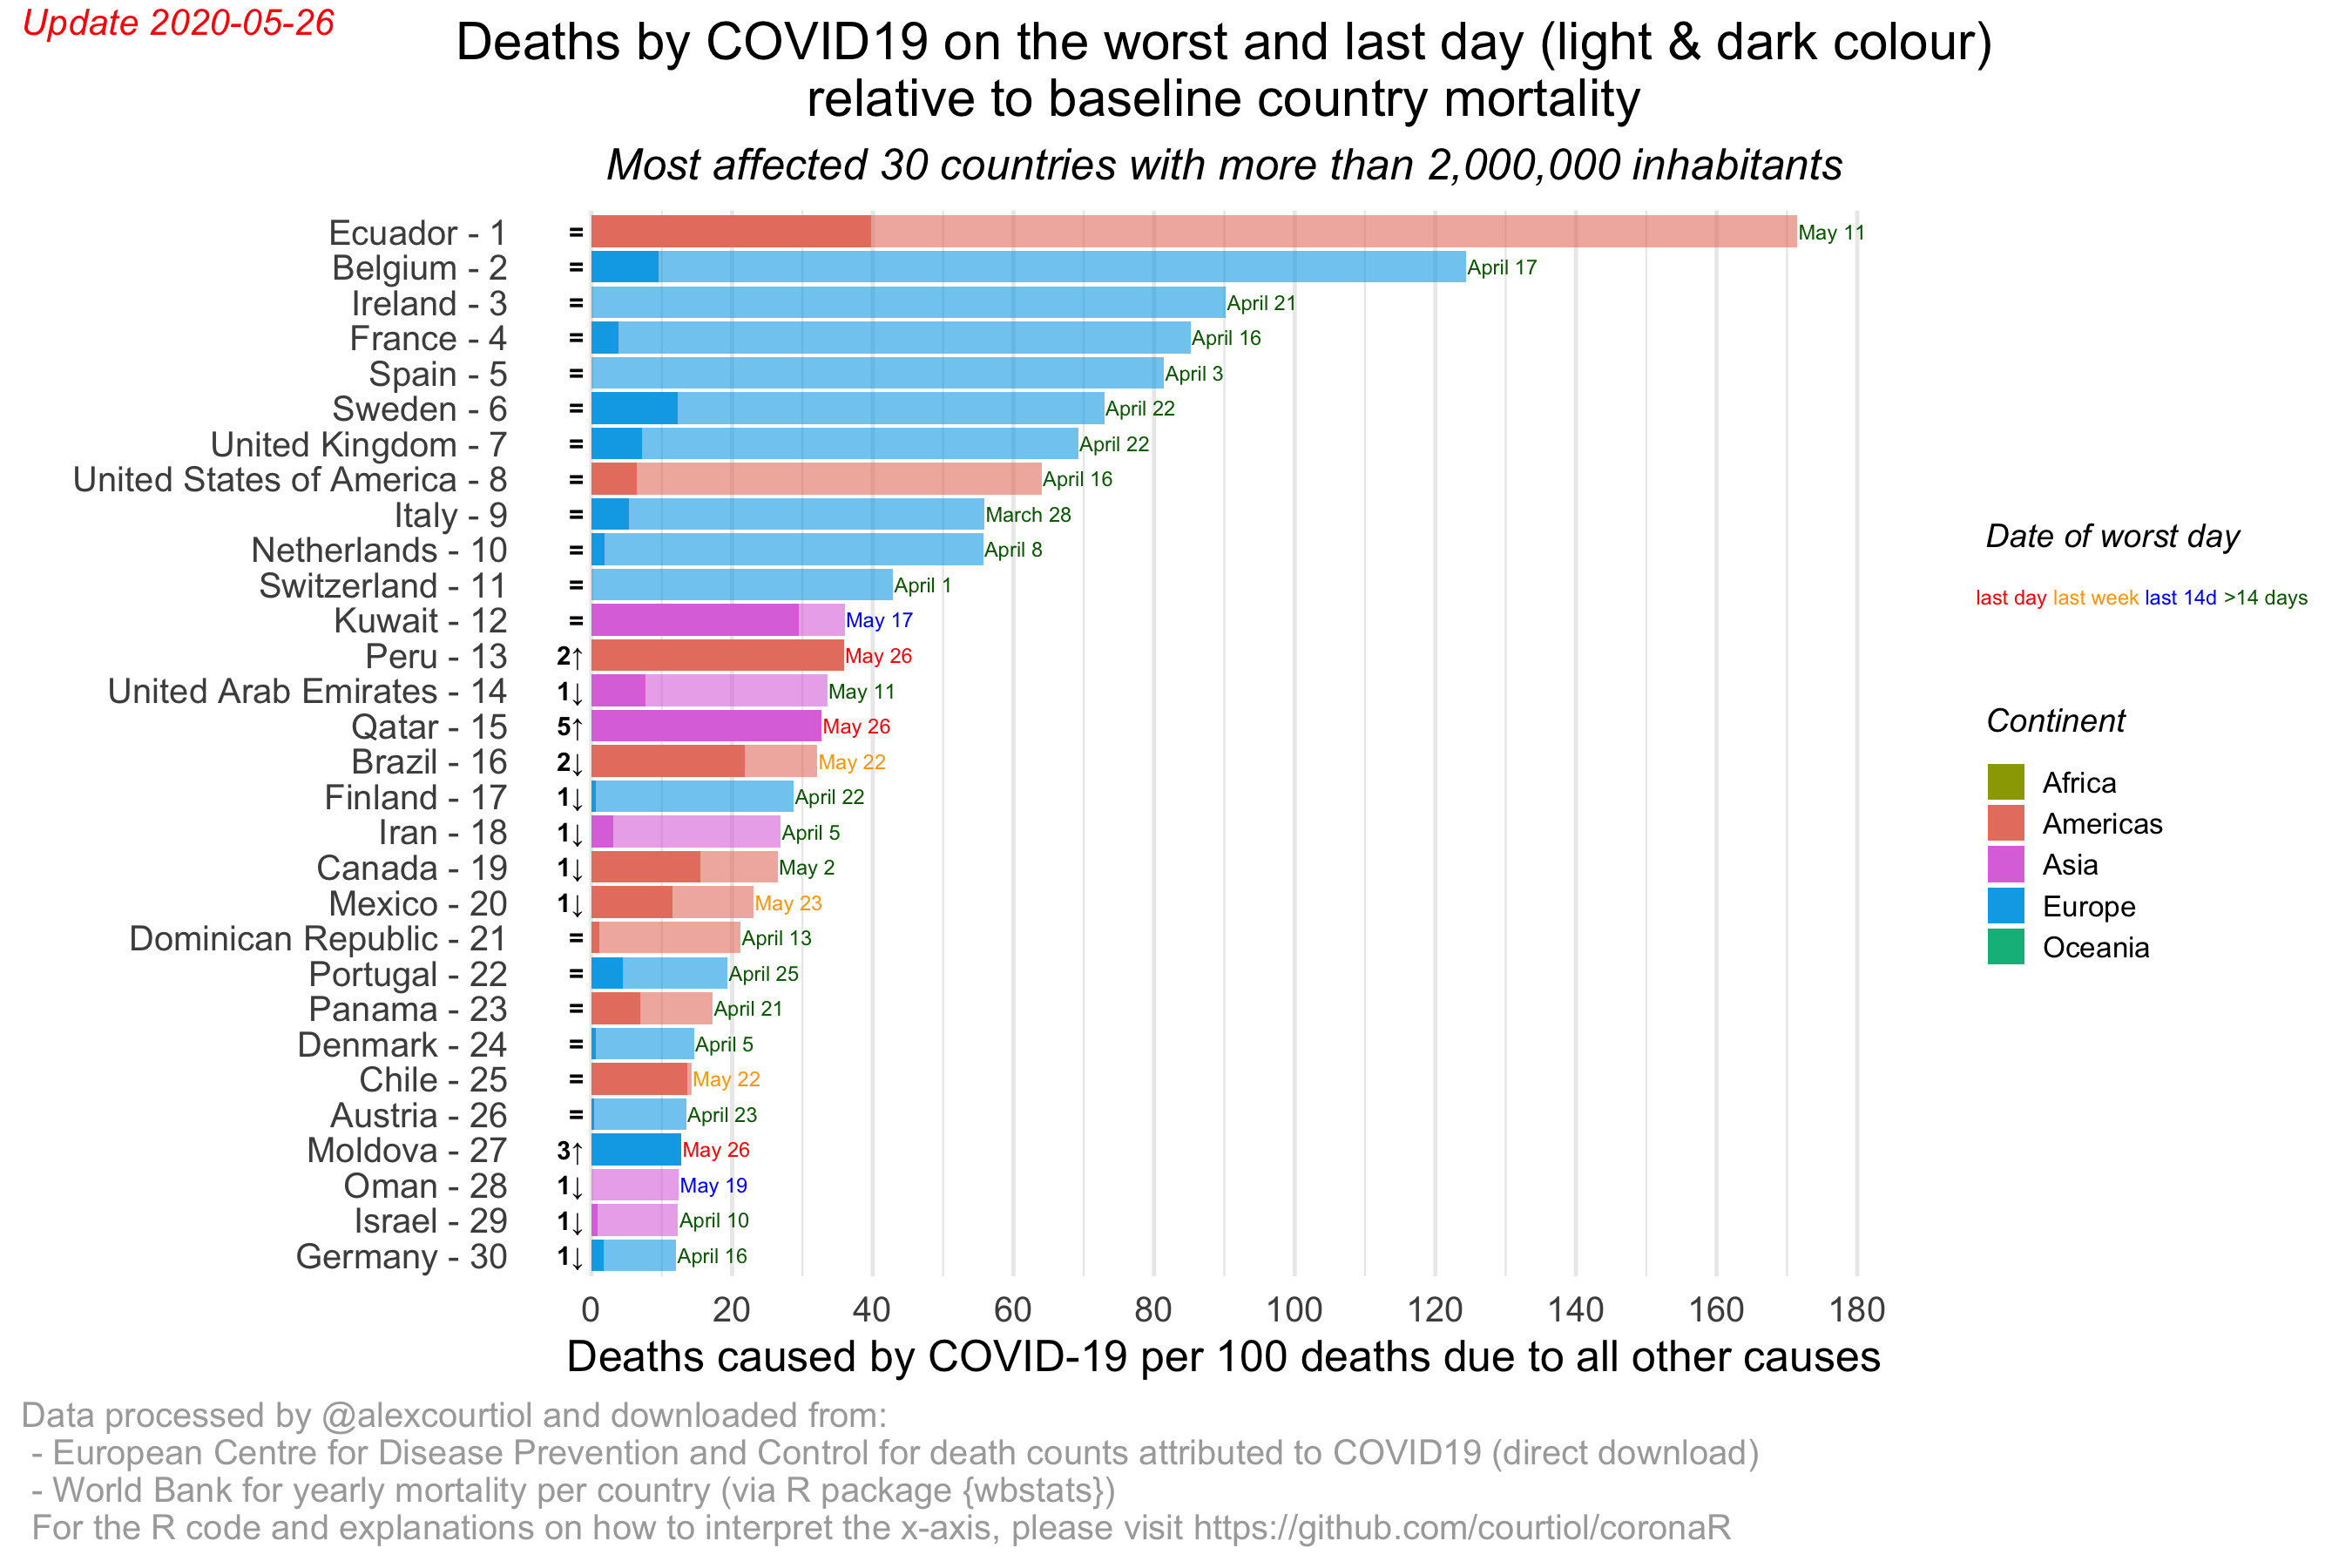 Update 2020-05-26
Deaths by COVID19 on the worst and last day (light & dark colour)
relative to baseline country mortality
Most affected 30 countries with more than 2,000,000 inhabitants
Ecuador - 1 = May 11
Belgium - 2 = April 17
Ireland - 3 = April 21
France - 4 = April 16
Spain - 5 = April 3
Sweden - 6 = April 22
United Kingdom - 7 = April 22
United States of America - 8 = April 16
Italy - 9 = March 28
Netherlands - 10 = April 8
Switzerland - 11 = April 1
Kuwait - 12 = May 17
Peru - 13 2↑ May 26
United Arab Emirates - 14 1↓ May 11
Qatar - 15 5↑ May 26
Brazil - 16 2↓ May 22
Finland - 17 1↓ April 22
Iran - 18 1↓ April 5
Canada - 19 1↓ May 2
Mexico - 20 1↓ May 23
Dominican Republic - 21 = April 13
Portugal - 22 = April 25
Panama - 23 = April 21
Denmark - 24 = April 5
Chile - 25 = May 22
Austria - 26 = April 23
Moldova - 27 3↑ May 26
Oman - 28 1↓ May 19
Israel - 29 1↓ April 10
Germany - 30 1↓ April 16
0 20 40 60 80 100 120 140 160 180
Deaths caused by COVID-19 per 100 deaths due to all other causes
Date of worst day
last day last week last 14d >14 days
Continent
Africa
Americas
Asia
Europe
Oceania
Data processed by @alexcourtiol and downloaded from:
- European Centre for Disease Prevention and Control for death counts attributed to COVID19 (direct download)
- World Bank for yearly mortality per country (via R package {wbstats})
For the R code and explanations on how to interpret the x-axis, please visit https://github.com/courtiol/coronaR